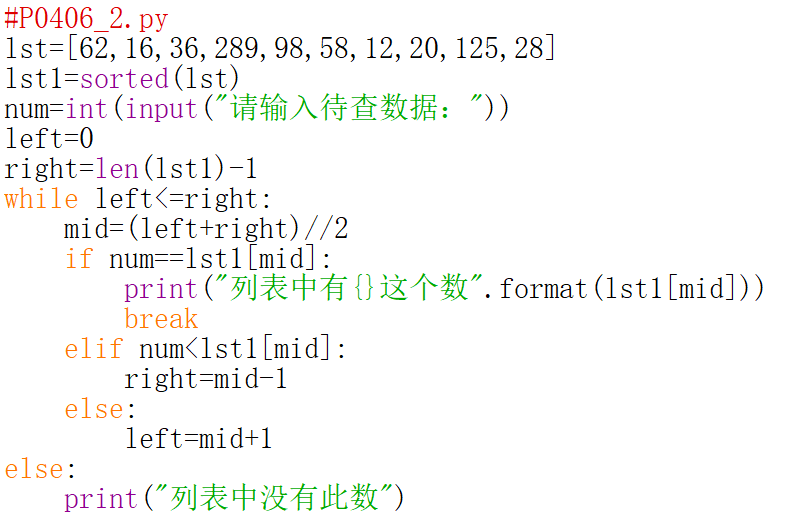 #P0406_2.py
lst=[62,16,36,289,98,58,12,20,125,28]
lst1=sorted(lst)
num=int(input("请输入待查数据："))
left=0
right=len(lst1)-1
while left<=right:
    mid=(left+right)//2
    if num==lst1[mid]:
        print("列表中有{}这个数".format(lst1[mid]))
        break
    elif num<lst1[mid]:
        right=mid-1
    else:
        left=mid+1
else:
    print("列表中没有此数")